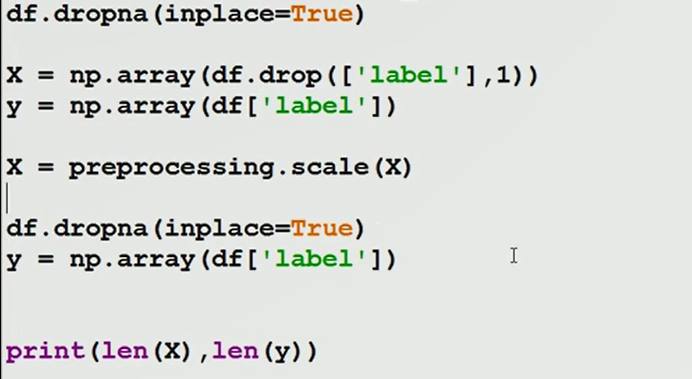 df.dropna(inplace=True)
X = np.array(df.drop(['label'],1))
y = np.array(df['label'])
X = preprocessing.scale(X)
df.dropna(inplace=True)
y = np.array(df['label'])
print(len(X),len(y))